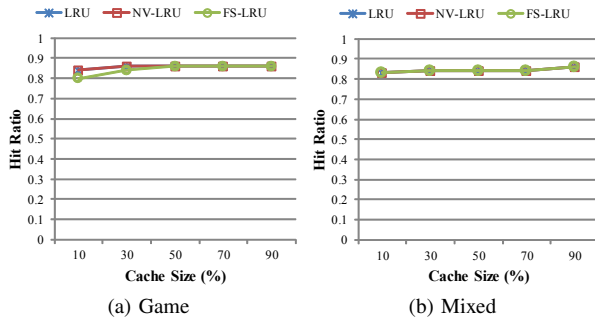 LRU NV-LRU FS-LRU
1
0.9
0.8
0.7
0.6
0.5
0.4
0.3
0.2
0.1
0
Hit Ratio
10 30 50 70 90
Cache Size (%)
(a) Game
LRU NV-LRU FS-LRU
1
0.9
0.8
0.7
0.6
0.5
0.4
0.3
0.2
0.1
0
Hit Ratio
10 30 50 70 90
Cache Size (%)
(b) Mixed